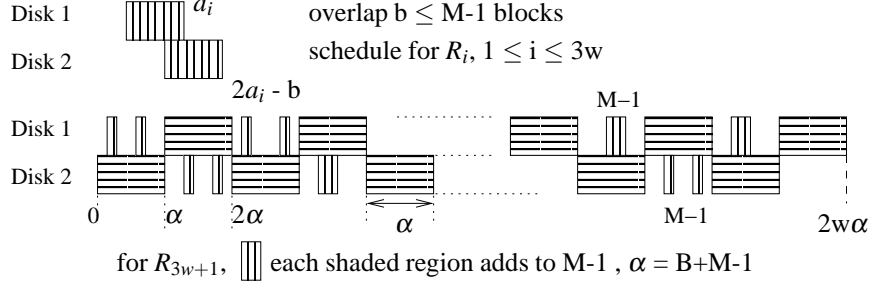 Disk 1 a_i overlap b ≤ M-1 blocks
Disk 2 schedule for R_i, 1 ≤ i ≤ 3w
2a_i - b M–1
Disk 1
Disk 2
0 α 2α α M–1 2wα
for R_{3w+1}, each shaded region adds to M-1 , α = B+M-1